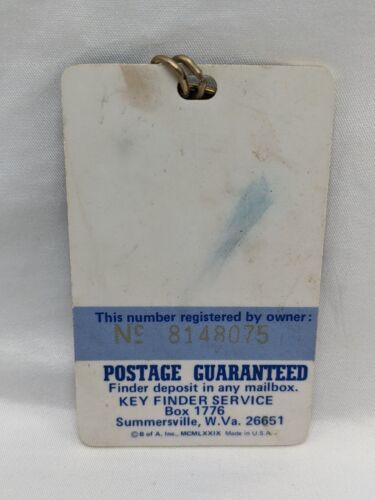 This number registered by owner:
Nº 8148075
POSTAGE GUARANTEED
Finder deposit in any mailbox.
KEY FINDER SERVICE
Box 1776
Summersville, W.Va. 26651
© B of A. Inc., MCMLXXIX Made in U.S.A.